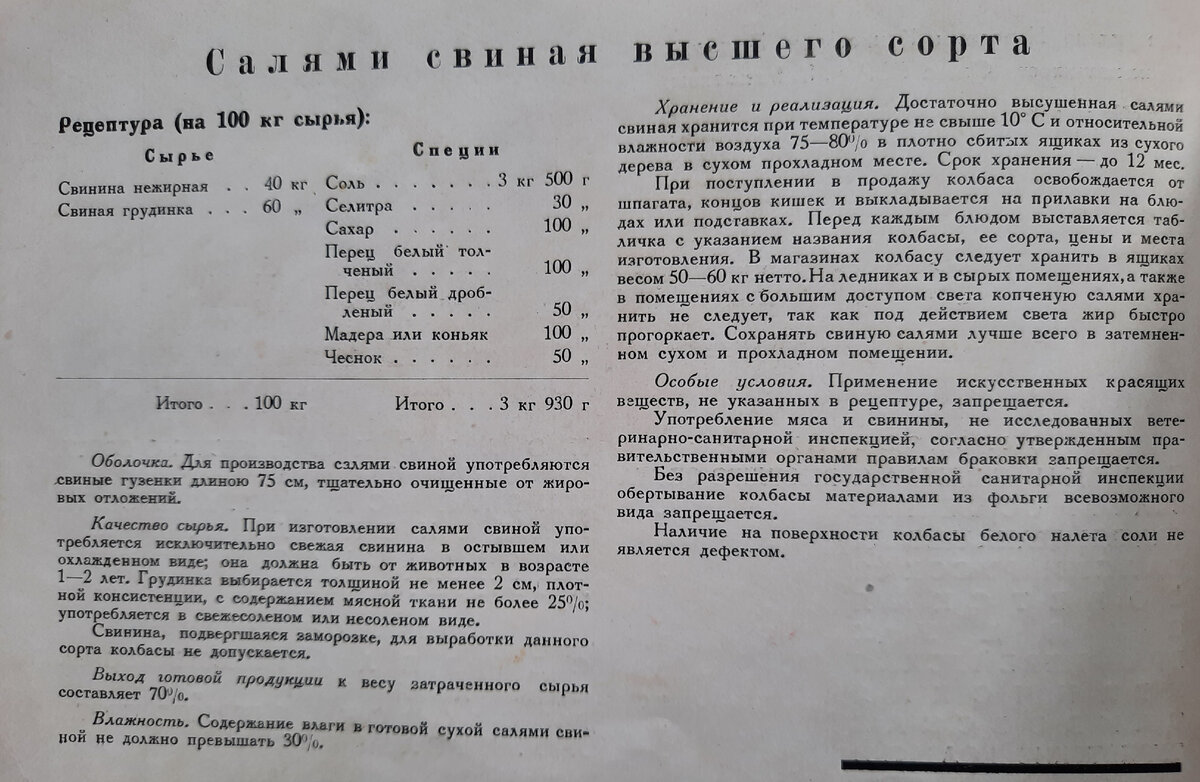 Салями свиная высшего сорта
Рецептура (на 100 кг сырья):
Сырье
Свинина нежирная . . 40 кг
Свиная грудинка . . . 60 „
Специи
Соль . . . . . . . 3 кг 500 г
Селитра . . . . . 30 „
Сахар . . . . . . 100 „
Перец белый тол-
ченый . . . . . 100 „
Перец белый дроб-
леный . . . . . 50 „
Мадера или коньяк 100 „
Чеснок . . . . . . 50 „
Итого . . . 100 кг
Итого . . . 3 кг 930 г
Оболочка. Для производства салями свиной употребляются
свиные гузенки длиною 75 см, тщательно очищенные от жиро-
вых отложений.
Качество сырья. При изготовлении салями свиной упо-
требляется исключительно свежая свинина в остывшем или
охлажденном виде; она должна быть от животных в возрасте
1—2 лет. Грудинка выбирается толщиной не менее 2 см, плот-
ной консистенции, с содержанием мясной ткани не более 25%;
употребляется в свежесоленом или несоленом виде.
Свинина, подвергшаяся заморозке, для выработки данного
сорта колбасы не допускается.
Выход готовой продукции к весу затраченного сырья
составляет 70%.
Влажность. Содержание влаги в готовой сухой салями сви-
ной не должно превышать 30%.
Хранение и реализация. Достаточно высушенная салями
свиная хранится при температуре не свыше 10° С и относительной
влажности воздуха 75—80% в плотно сбитых ящиках из сухого
дерева в сухом прохладном месте. Срок хранения — до 12 мес.
При поступлении в продажу колбаса освобождается от
шпагата, концов кишек и выкладывается на прилавки на блю-
дах или подставках. Перед каждым блюдом выставляется таб-
личка с указанием названия колбасы, ее сорта, цены и места
изготовления. В магазинах колбасу следует хранить в ящиках
весом 50—60 кг нетто. На ледниках и в сырых помещениях, а также
в помещениях с большим доступом света копченую салями хра-
нить не следует, так как под действием света жир быстро
прогоркает. Сохранять свиную салями лучше всего в затемнен-
ном сухом и прохладном помещении.
Особые условия. Применение искусственных красящих
веществ, не указанных в рецептуре, запрещается.
Употребление мяса и свинины, не исследованных вете-
ринарно-санитарной инспекцией, согласно утвержденным пра-
вительственными органами правилам браковки запрещается.
Без разрешения государственной санитарной инспекции
обертывание колбасы материалами из фольги всевозможного
вида запрещается.
Наличие на поверхности колбасы белого налета соли не
является дефектом.